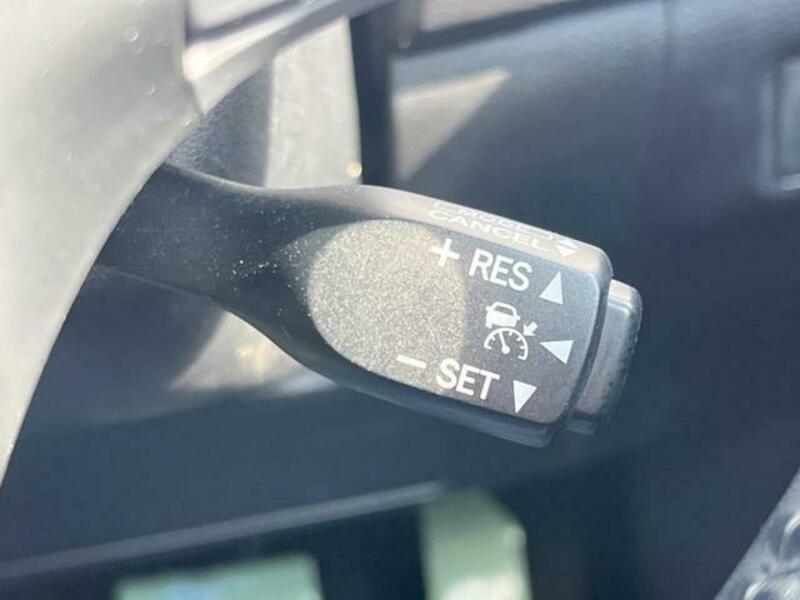 CANCEL
+ RES
- SET